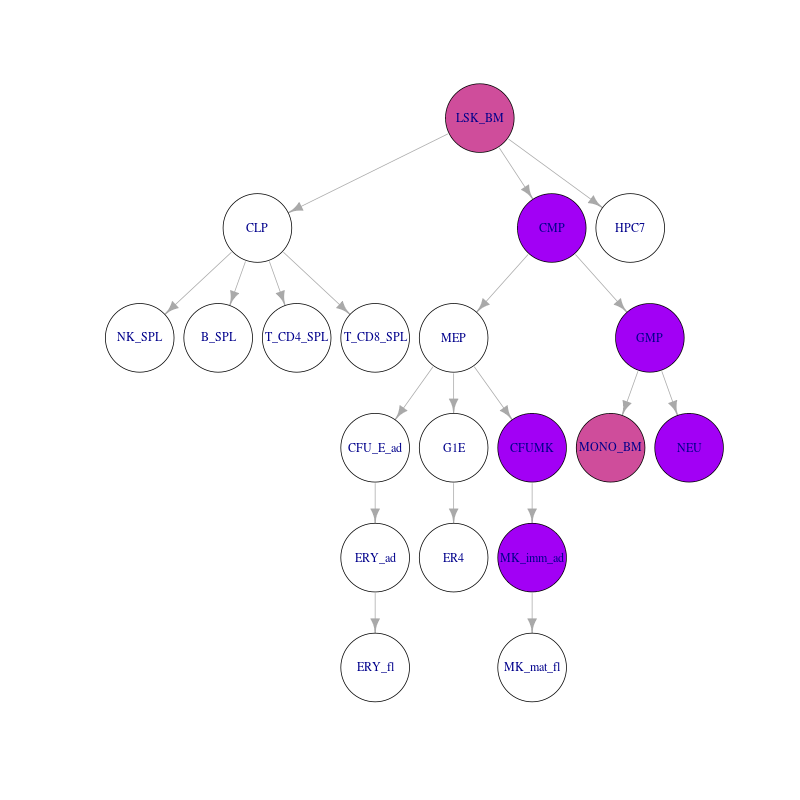 LSK_BM
CLP
CMP
HPC7
NK_SPL
B_SPL
T_CD4_SPL
T_CD8_SPL
MEP
GMP
CFU_E_ad
G1E
CFUMK
MONO_BM
NEU
ERY_ad
ER4
MK_imm_ad
ERY_fl
MK_mat_fl